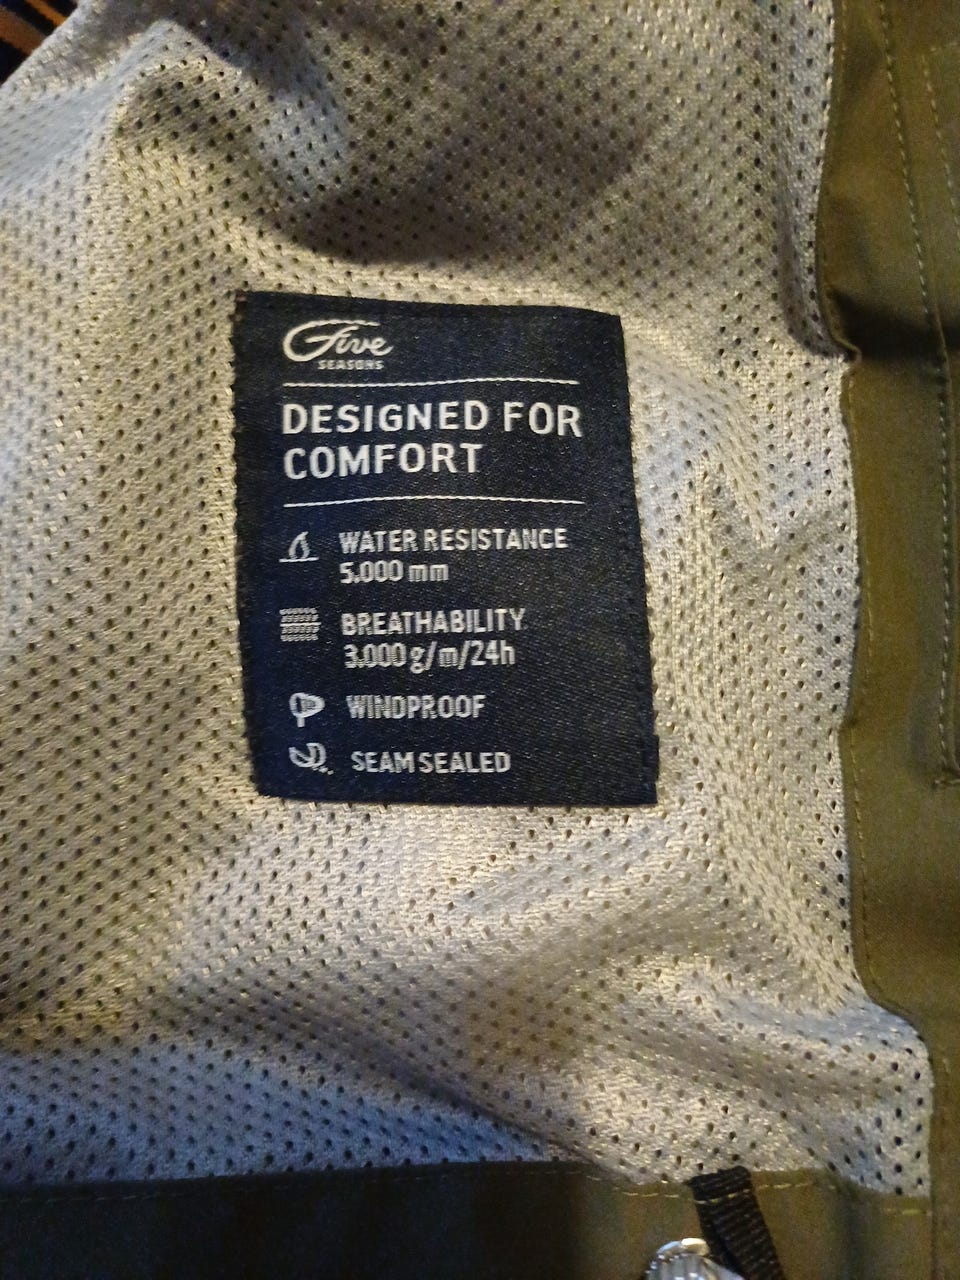 Five
SEASONS
DESIGNED FOR
COMFORT
WATER RESISTANCE
5.000 mm
BREATHABILITY
3.000 g/m/24h
WINDPROOF
SEAM SEALED